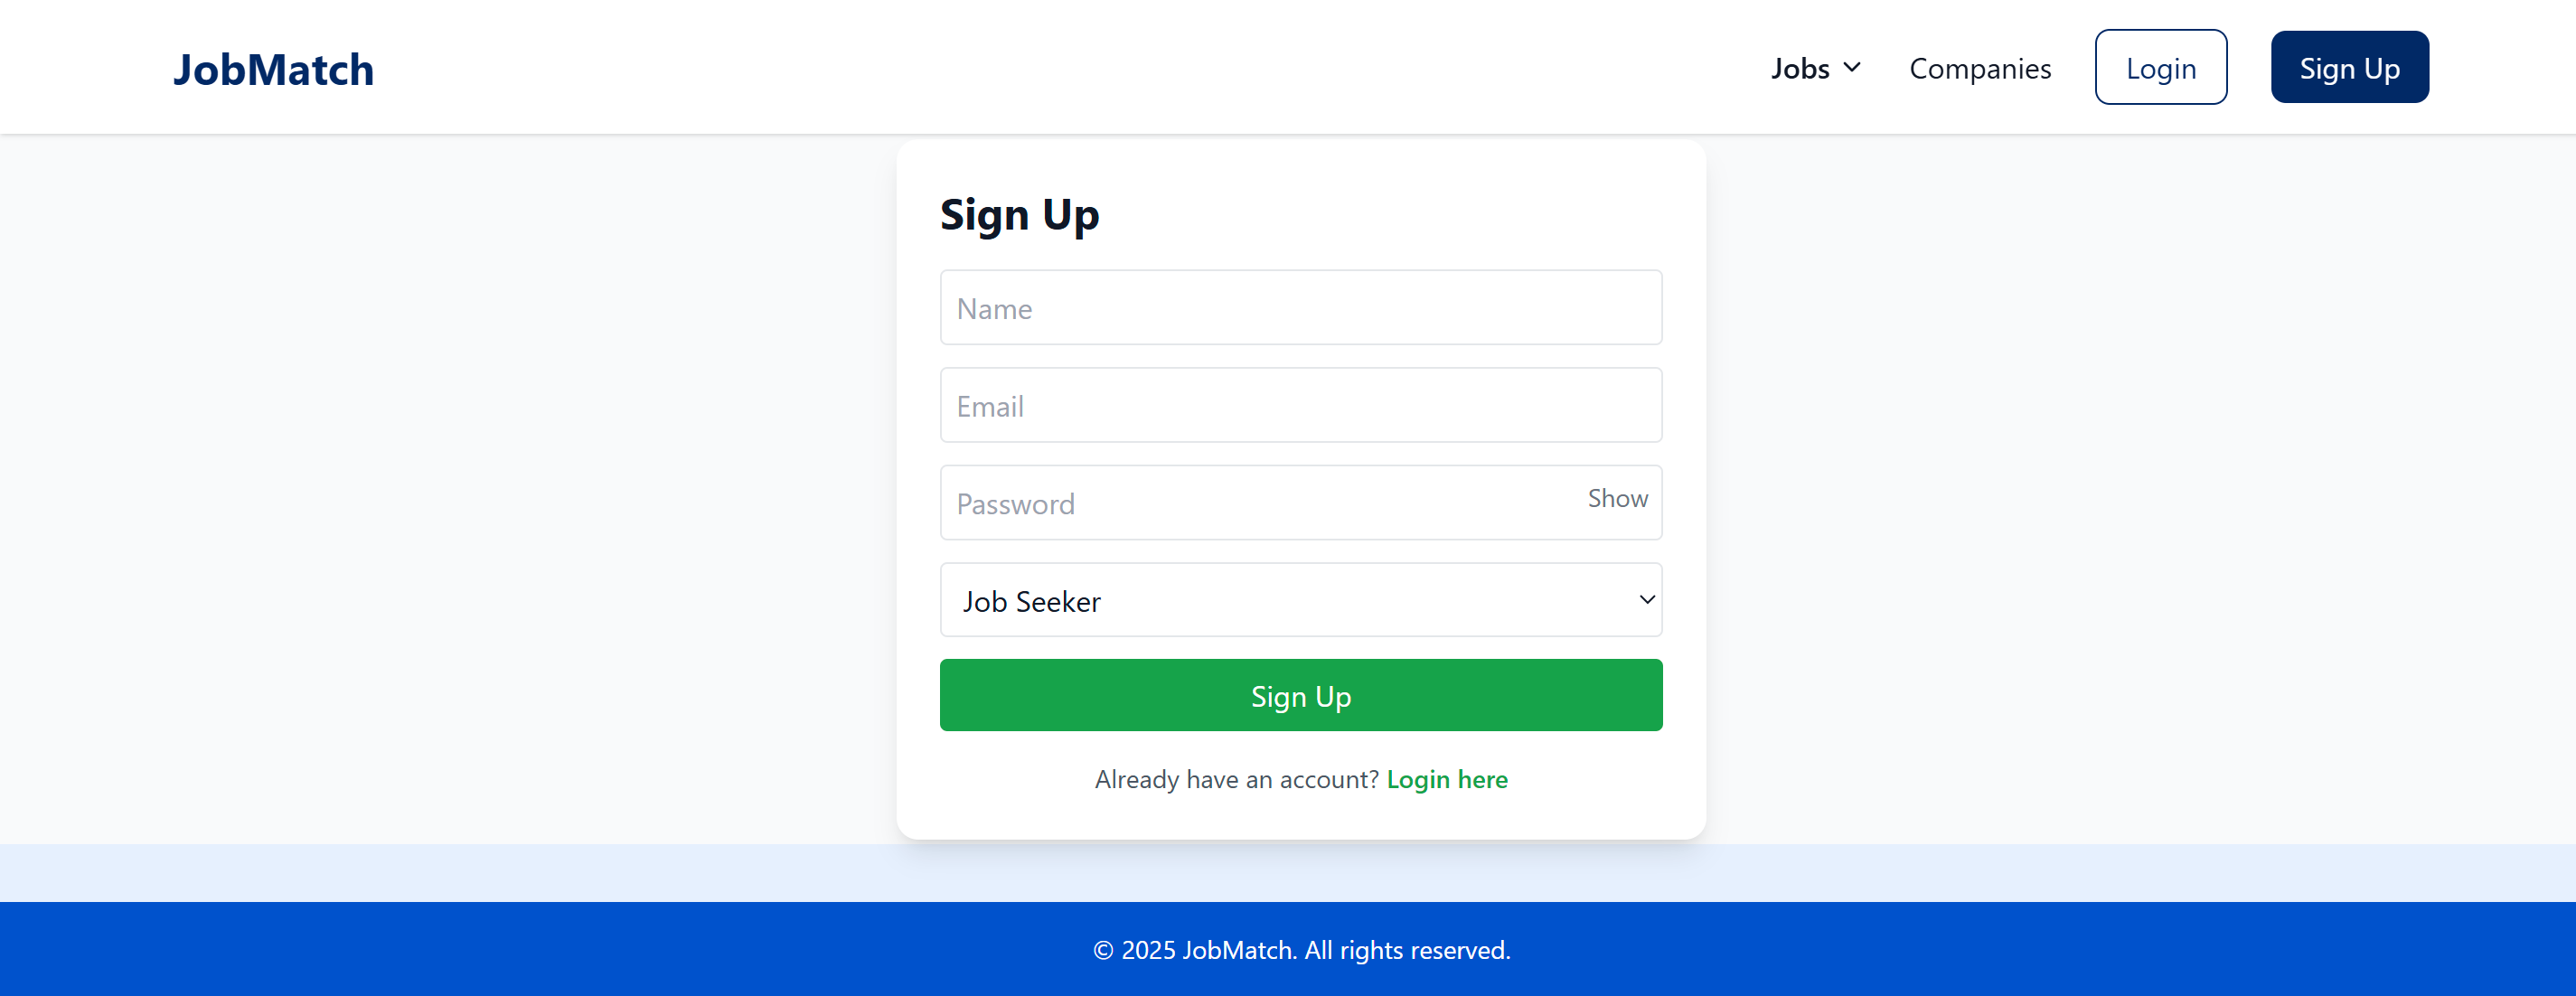 JobMatch
Jobs
Companies
Login
Sign Up
Sign Up
Name
Email
Password
Show
Job Seeker
Sign Up
Already have an account? Login here
© 2025 JobMatch. All rights reserved.